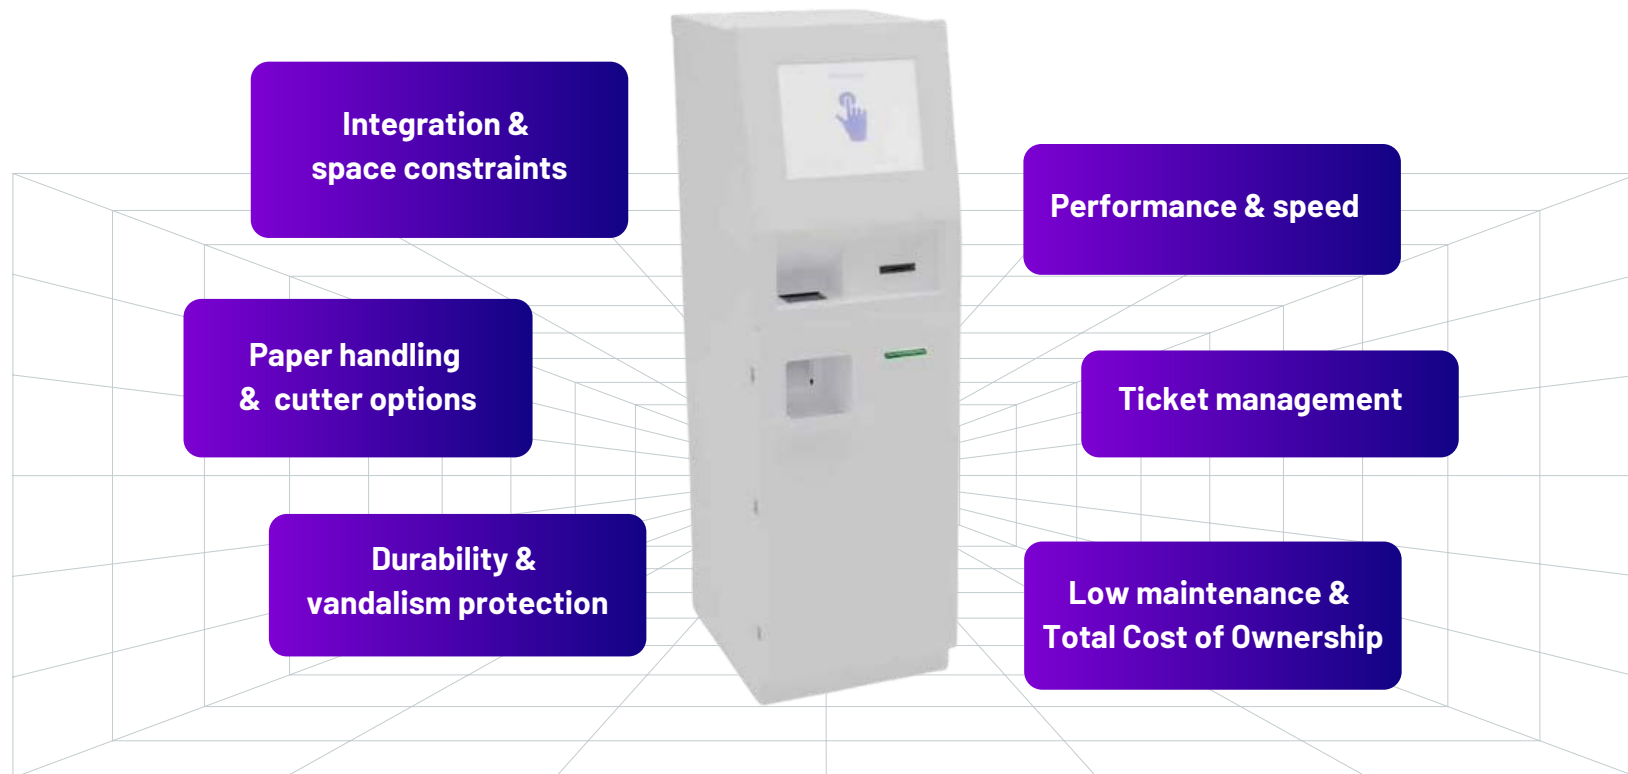 Integration &
space constraints
Paper handling
& cutter options
Durability &
vandalism protection
Performance & speed
Ticket management
Low maintenance &
Total Cost of Ownership